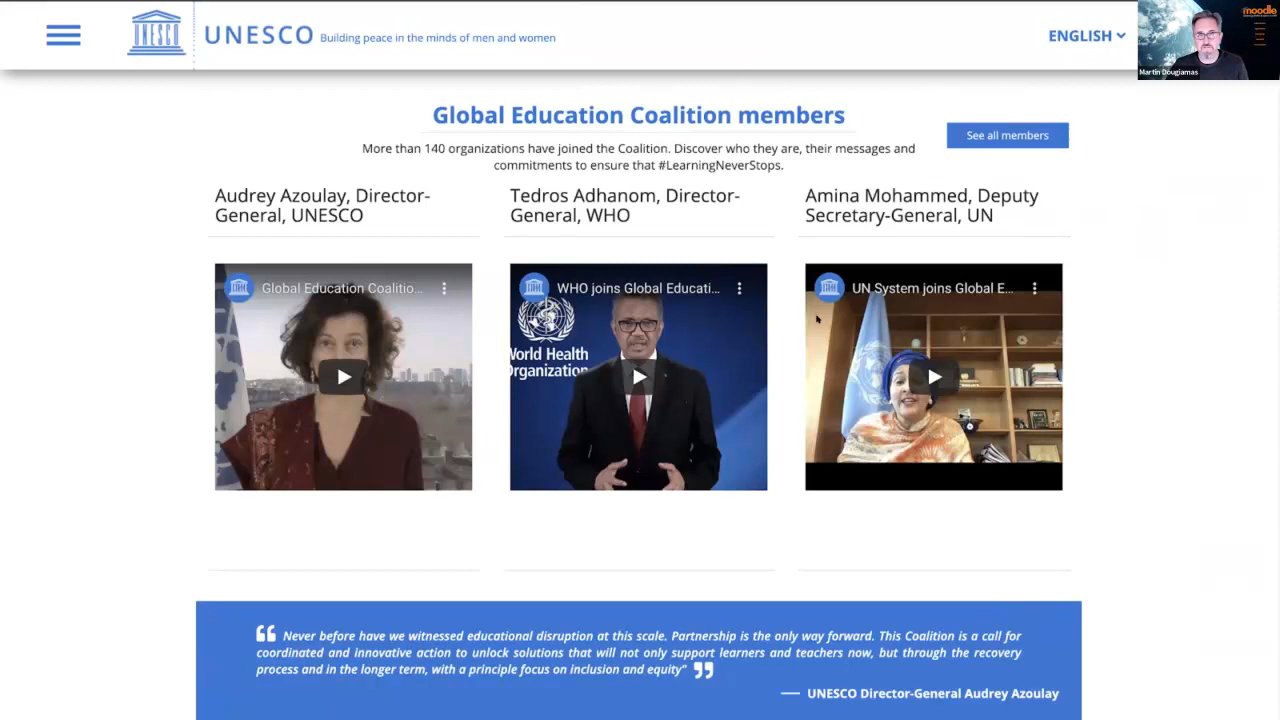 UNESCO
UNESCO Building peace in the minds of men and women
ENGLISH
moodle
Martin Dougiamas
Global Education Coalition members
See all members
More than 140 organizations have joined the Coalition. Discover who they are, their messages and
commitments to ensure that #LearningNeverStops.
Audrey Azoulay, Director-
General, UNESCO
Tedros Adhanom, Director-
General, WHO
Amina Mohammed, Deputy
Secretary-General, UN
Global Education Coalitio...
WHO joins Global Educati...
UN System joins Global E...
World Health
Organization
“ Never before have we witnessed educational disruption at this scale. Partnership is the only way forward. This Coalition is a call for
coordinated and innovative action to unlock solutions that will not only support learners and teachers now, but through the recovery
process and in the longer term, with a principle focus on inclusion and equity” ”
— UNESCO Director-General Audrey Azoulay